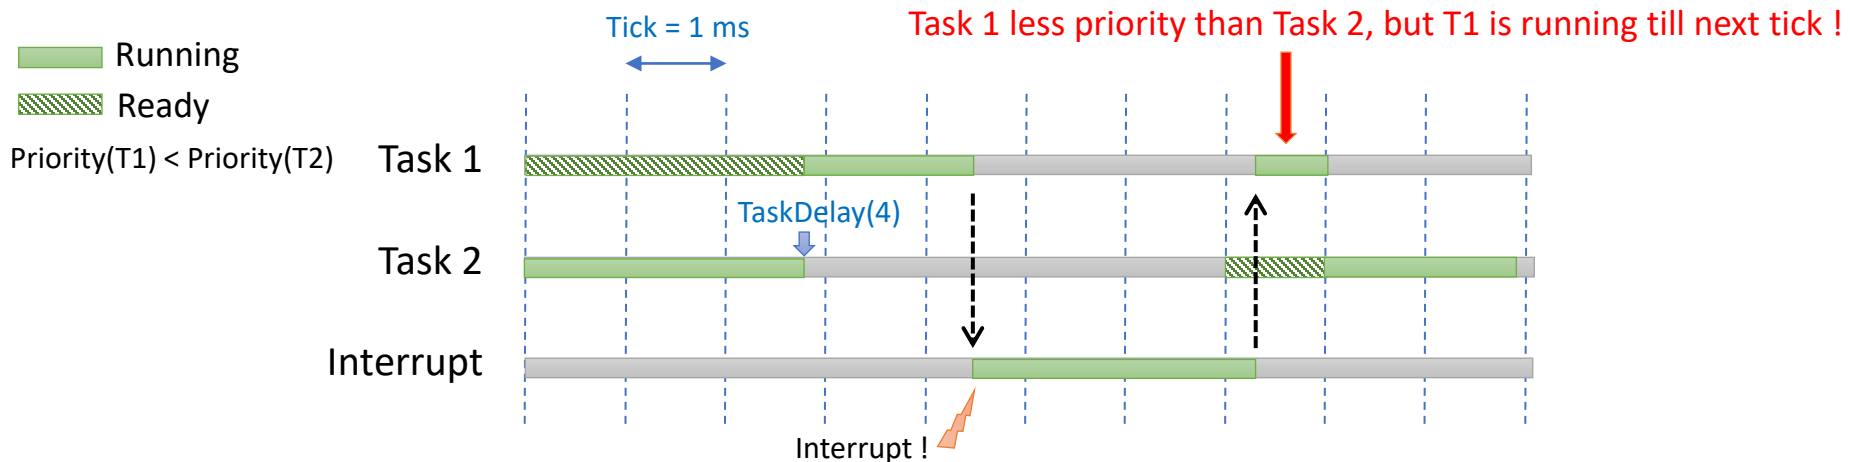 Task 1 less priority than Task 2, but T1 is running till next tick !
Tick = 1 ms
Running
Ready
Priority(T1) < Priority(T2)
Task 1
TaskDelay(4)
Task 2
Interrupt
Interrupt !